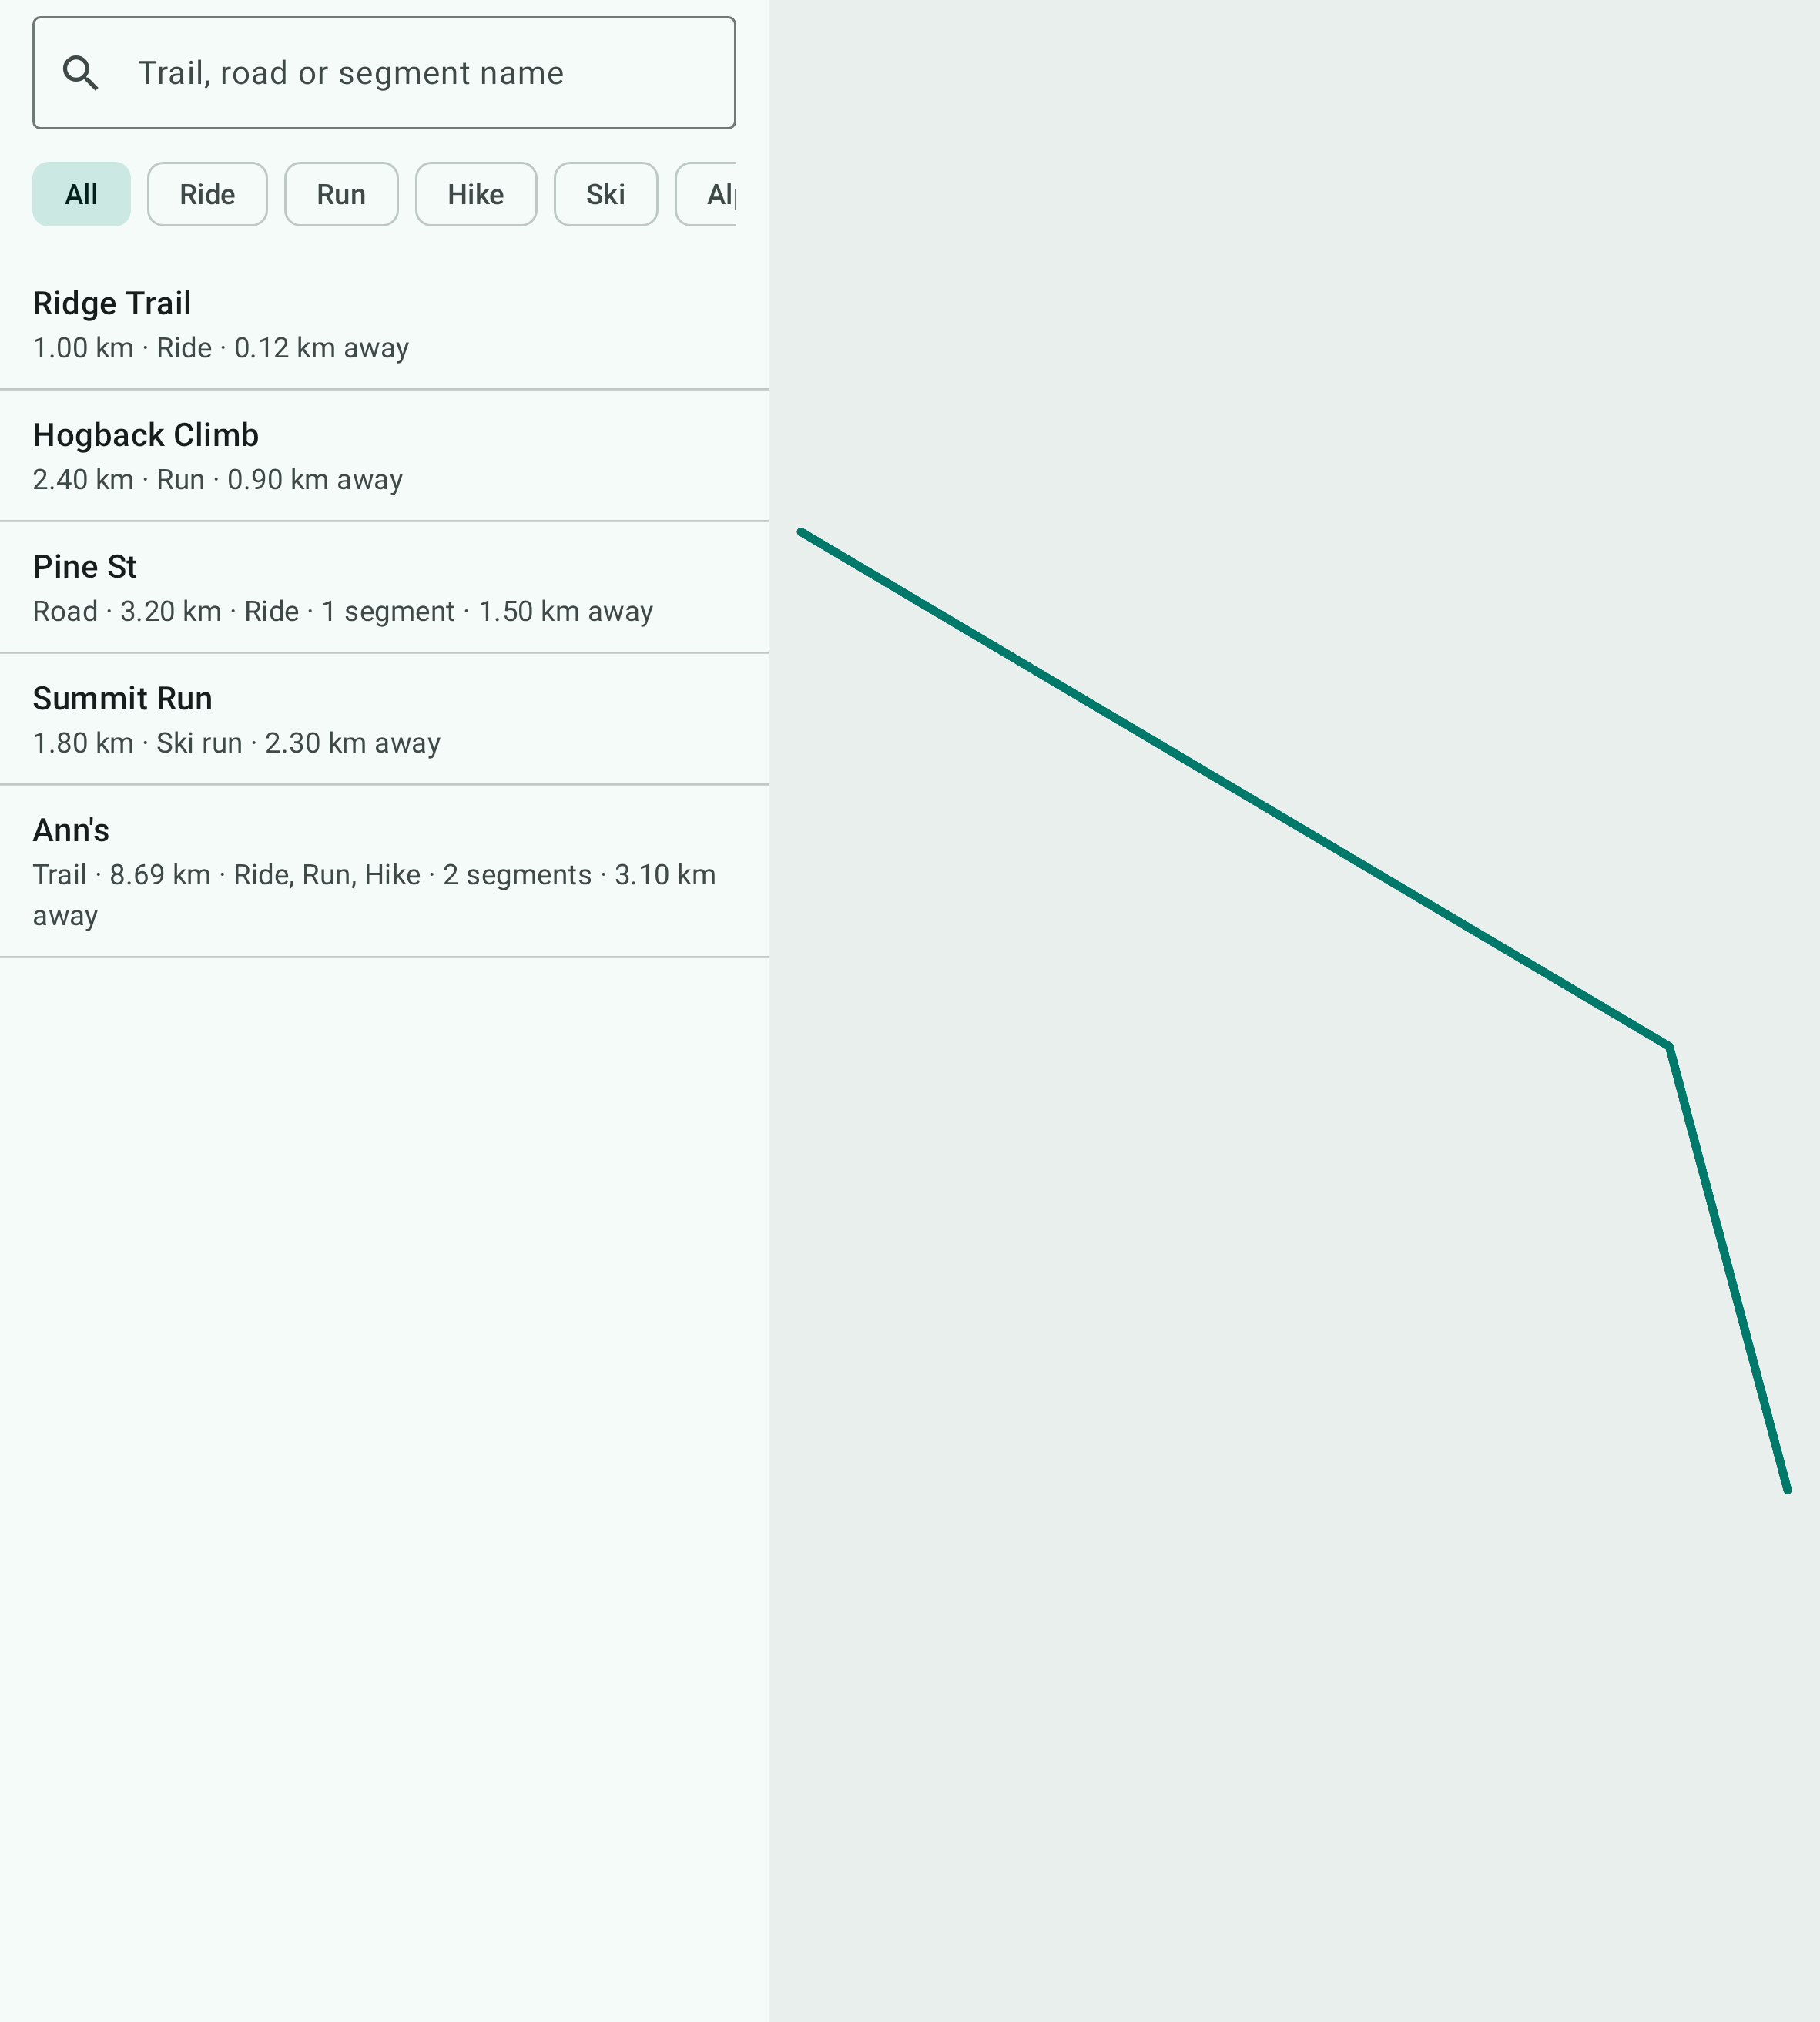 Trail, road or segment name
All Ride Run Hike Ski
Ridge Trail
1.00 km · Ride · 0.12 km away
Hogback Climb
2.40 km · Run · 0.90 km away
Pine St
Road · 3.20 km · Ride · 1 segment · 1.50 km away
Summit Run
1.80 km · Ski run · 2.30 km away
Ann's
Trail · 8.69 km · Ride, Run, Hike · 2 segments · 3.10 km
away